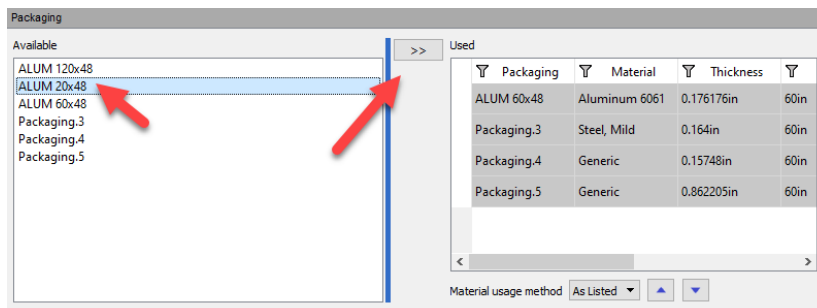 Packaging
Available
>>
Used
ALUM 120x48
ALUM 20x48
ALUM 60x48
Packaging.3
Packaging.4
Packaging.5
Packaging Material Thickness
ALUM 60x48 Aluminum 6061 0.176176in 60in
Packaging.3 Steel, Mild 0.164in 60in
Packaging.4 Generic 0.15748in 60in
Packaging.5 Generic 0.862205in 60in
Material usage method As Listed